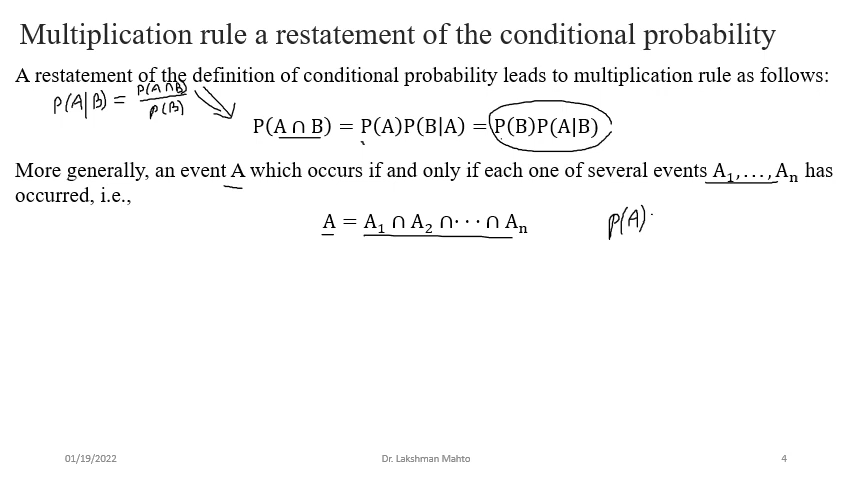 Multiplication rule a restatement of the conditional probability
A restatement of the definition of conditional probability leads to multiplication rule as follows:
P(A|B) = P(A∩B) / P(B)
P(A ∩ B) = P(A)P(B|A) = P(B)P(A|B)
More generally, an event A which occurs if and only if each one of several events A₁,...,Aₙ has
occurred, i.e.,
A = A₁ ∩ A₂ ∩··· ∩ Aₙ P(A)
01/19/2022 Dr. Lakshman Mahto 4